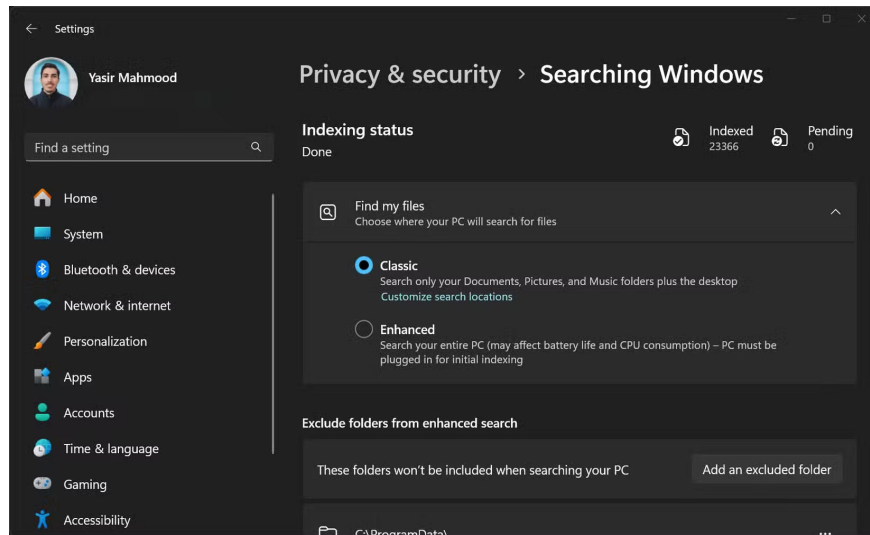 Settings
Yasir Mahmood
Find a setting
Home
System
Bluetooth & devices
Network & internet
Personalization
Apps
Accounts
Time & language
Gaming
Accessibility
Privacy & security > Searching Windows
Indexing status
Done
Indexed
23366
Pending
0
Find my files
Choose where your PC will search for files
Classic
Search only your Documents, Pictures, and Music folders plus the desktop
Customize search locations
Enhanced
Search your entire PC (may affect battery life and CPU consumption) – PC must be
plugged in for initial indexing
Exclude folders from enhanced search
These folders won't be included when searching your PC
Add an excluded folder
C:\ProgramData\